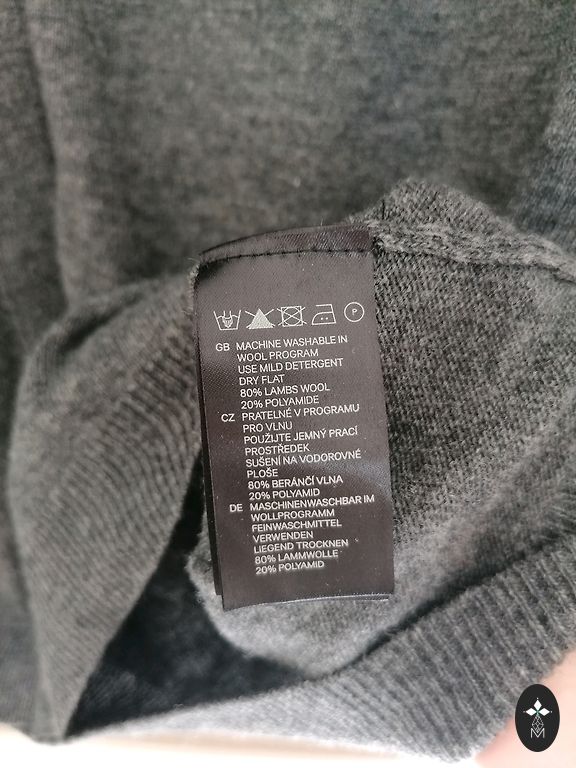 P
GB MACHINE WASHABLE IN
WOOL PROGRAM
USE MILD DETERGENT
DRY FLAT
80% LAMBS WOOL
20% POLYAMIDE
CZ PRATELNÉ V PROGRAMU
PRO VLNU
POUŽIJTE JEMNÝ PRACÍ
PROSTŘEDEK
SUŠENÍ NA VODOROVNÉ
PLOŠE
80% BERÁNČÍ VLNA
20% POLYAMID
DE MASCHINENWASCHBAR IM
WOLLPROGRAMM
FEINWASCHMITTEL
VERWENDEN
LIEGEND TROCKNEN
80% LAMMWOLLE
20% POLYAMID
M